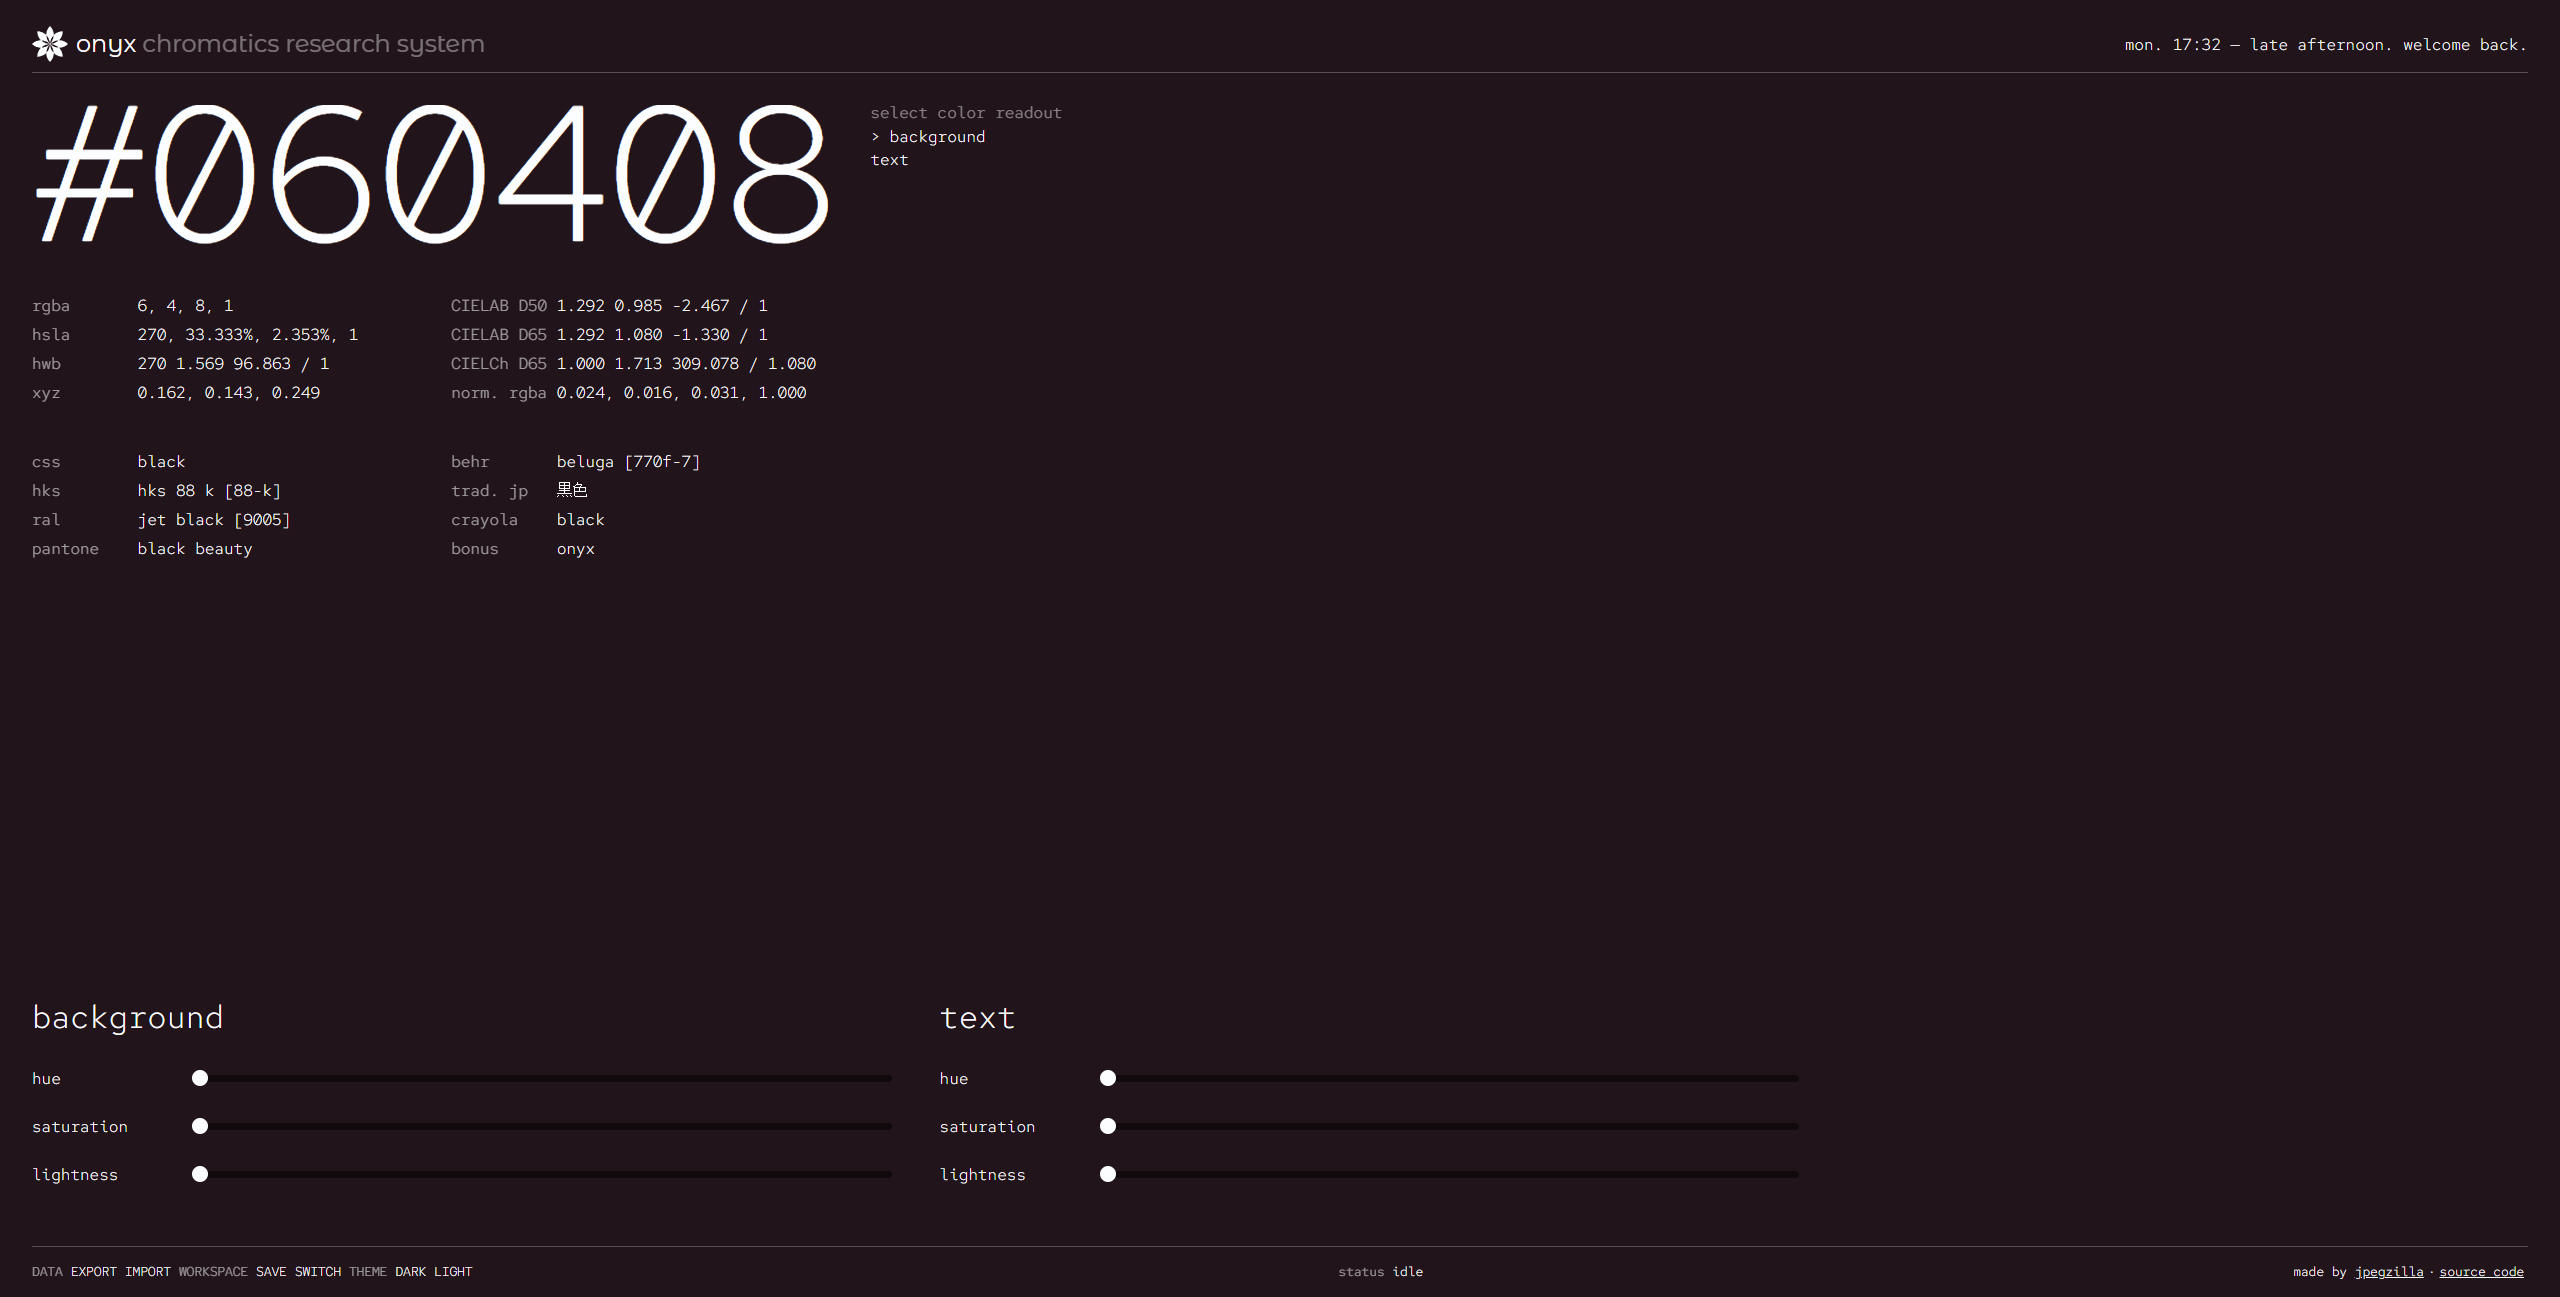 onyx chromatics research system
mon. 17:32 — late afternoon. welcome back.
#060408
select color readout
> background
text
rgba 6, 4, 8, 1
hsla 270, 33.333%, 2.353%, 1
hwb 270 1.569 96.863 / 1
xyz 0.162, 0.143, 0.249
CIELAB D50 1.292 0.985 -2.467 / 1
CIELAB D65 1.292 1.080 -1.330 / 1
CIELCh D65 1.000 1.713 309.078 / 1.080
norm. rgba 0.024, 0.016, 0.031, 1.000
css black
hks hks 88 k [88-k]
ral jet black [9005]
pantone black beauty
behr beluga [770f-7]
trad. jp 黒色
crayola black
bonus onyx
background
hue
saturation
lightness
text
hue
saturation
lightness
DATA EXPORT IMPORT WORKSPACE SAVE SWITCH THEME DARK LIGHT
status idle
made by jpegzilla · source code